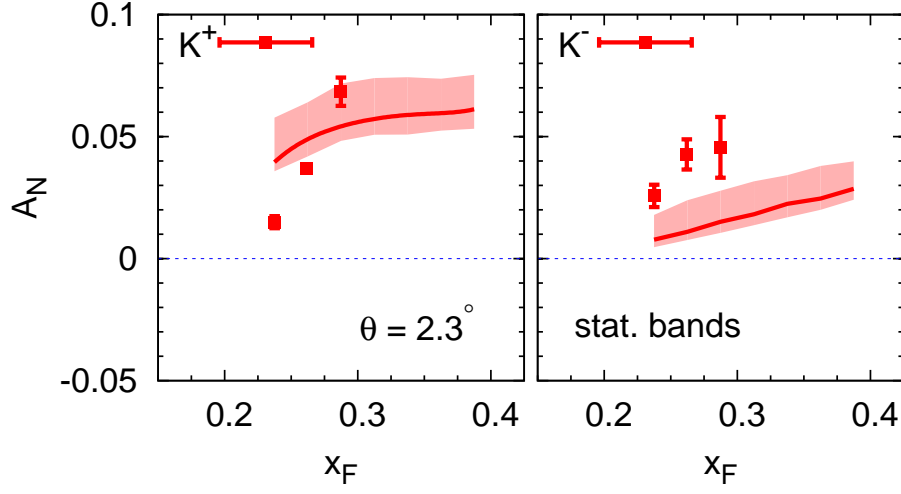 0.1
0.05
0
-0.05
A_N
K^+
K^-
θ = 2.3°
stat. bands
0.2 0.3 0.4
0.2 0.3 0.4
x_F
x_F